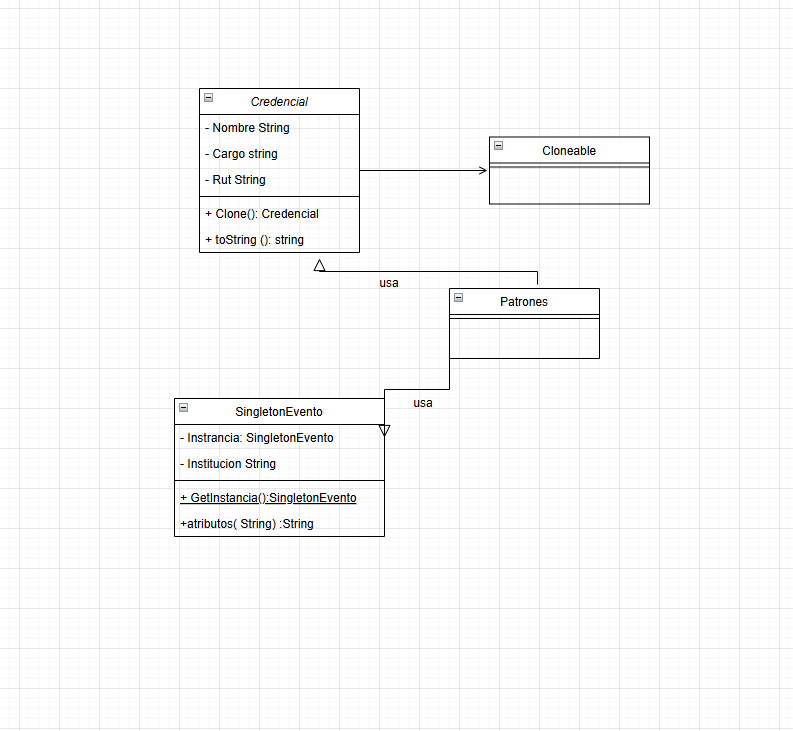 Credencial
- Nombre String
- Cargo string
- Rut String
+ Clone(): Credencial
+ toString (): string
Cloneable
usa
Patrones
usa
SingletonEvento
- Instrancia: SingletonEvento
- Institucion String
+ GetInstancia():SingletonEvento
+atributos( String) :String